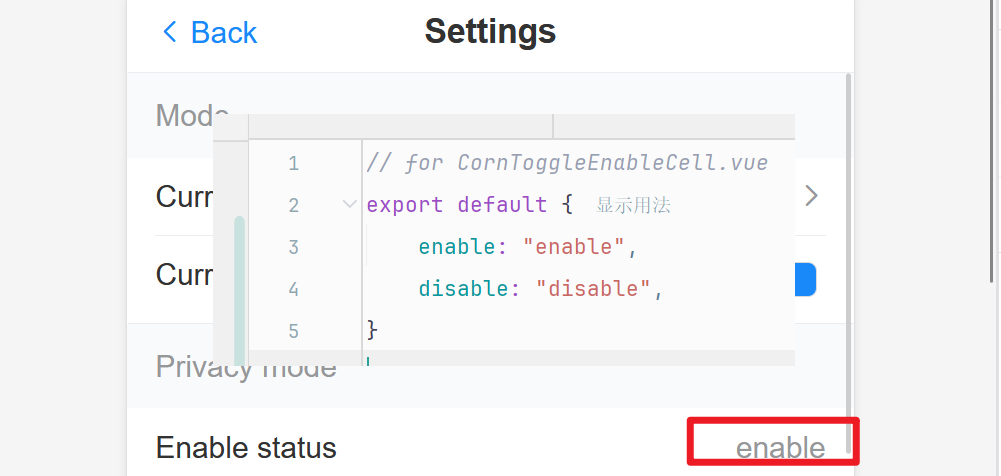 Back
Settings
Mode
1 // for CornToggleEnableCell.vue
Curr
2 export default { 显示用法
3 enable: "enable",
Curr
4 disable: "disable",
5 }
Privacy mode
Enable status
enable